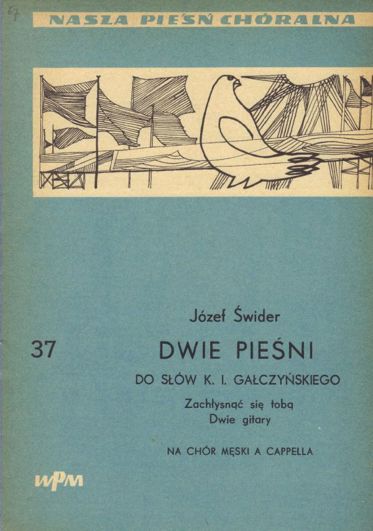 NASZA PIEŚŃ CHÓRALNA
Józef Świder
37
DWIE PIEŚNI
DO SŁÓW K. I. GAŁCZYŃSKIEGO
Zachłysnąć się tobą
Dwie gitary
NA CHÓR MĘSKI A CAPPELLA
WPM